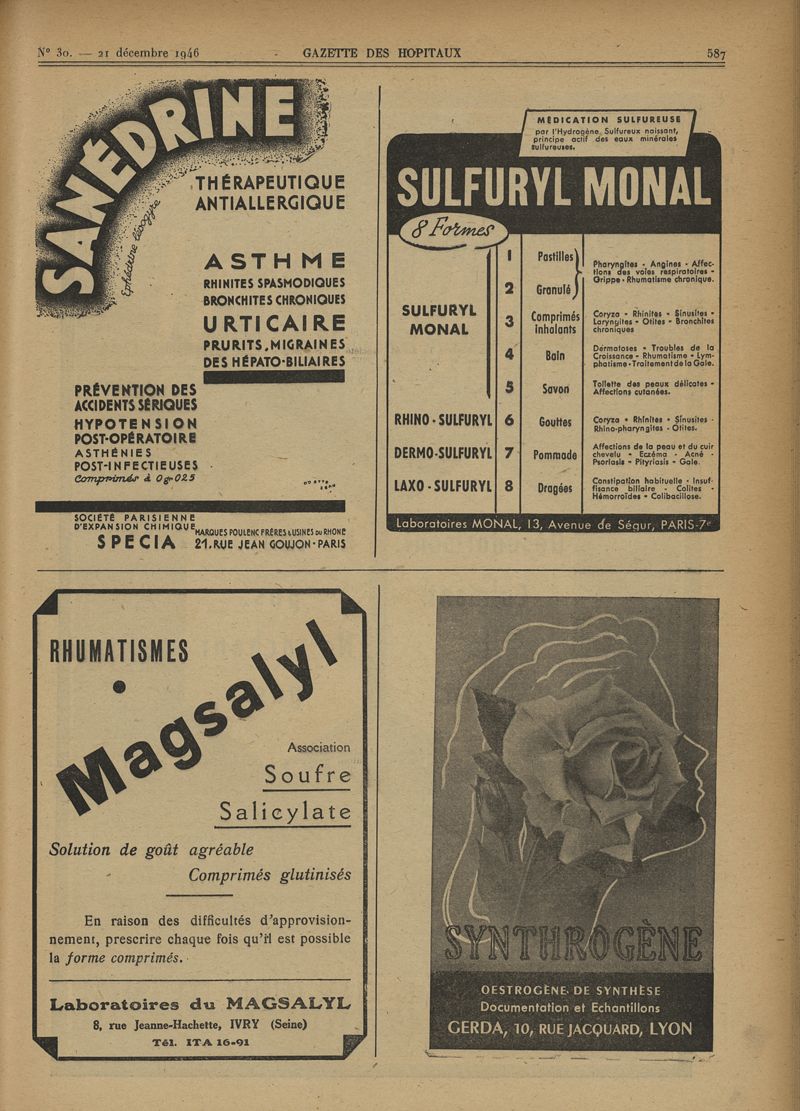 N° 30. — 21 décembre 1946
GAZETTE DES HOPITAUX
587
SANÉDRINE
Ephédrine lévogyre
THÉRAPEUTIQUE
ANTIALLERGIQUE
ASTHME
RHINITES SPASMODIQUES
BRONCHITES CHRONIQUES
URTICAIRE
PRURITS, MIGRAINES
DES HÉPATO-BILIAIRES
PRÉVENTION DES
ACCIDENTS SÉRIQUES
HYPOTENSION
POST-OPÉRATOIRE
ASTHÉNIES
POST-INFECTIEUSES
Comprimés à 0gr025
SOCIÉTÉ PARISIENNE
D'EXPANSION CHIMIQUE
SPECIA
MARQUES POULENC FRÈRES & USINES DU RHONE
21, RUE JEAN GOUJON - PARIS
MÉDICATION SULFUREUSE
par l'Hydrogène Sulfureux naissant,
principe actif des eaux minérales
sulfureuses.
SULFURYL MONAL
8 Formes
SULFURYL
MONAL
1 Pastilles
2 Granulé
Pharyngites - Angines - Affec-
tions des voies respiratoires -
Grippe - Rhumatisme chronique.
3 Comprimés
Inhalants
Coryza - Rhinites - Sinusites -
Laryngites - Otites - Bronchites
chroniques
4 Bain
Dermatoses - Troubles de la
Croissance - Rhumatisme - Lym-
phatisme - Traitement de la Gale.
5 Savon
Toilette des peaux délicates -
Affections cutanées.
RHINO-SULFURYL 6 Gouttes
Coryza - Rhinites - Sinusites -
Rhino-pharyngites - Otites.
DERMO-SULFURYL 7 Pommade
Affections de la peau et du cuir
chevelu - Eczéma - Acné -
Psoriasis - Pityriasis - Gale.
LAXO-SULFURYL 8 Dragées
Constipation habituelle - Insuf-
fisance biliaire - Colites -
Hémorroïdes - Colibacillose.
Laboratoires MONAL, 13, Avenue de Ségur, PARIS-7e
RHUMATISMES
Magsalyl
Association
Soufre
Salicylate
Solution de goût agréable
Comprimés glutinisés
En raison des difficultés d'approvision-
nement, prescrire chaque fois qu'il est possible
la forme comprimés.
Laboratoires du MAGSALYL
8, rue Jeanne-Hachette, IVRY (Seine)
Tél. ITA 16-91
SYNTHROGÈNE
OESTROGÈNE DE SYNTHÈSE
Documentation et Echantillons
GERDA, 10, RUE JACQUARD, LYON